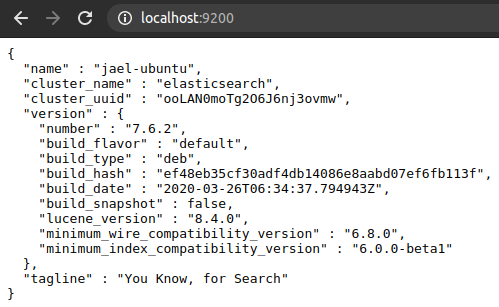 localhost:9200
{
  "name" : "jael-ubuntu",
  "cluster_name" : "elasticsearch",
  "cluster_uuid" : "ooLAN0moTg2O6J6nj3ovmw",
  "version" : {
    "number" : "7.6.2",
    "build_flavor" : "default",
    "build_type" : "deb",
    "build_hash" : "ef48eb35cf30adf4db14086e8aabd07ef6fb113f",
    "build_date" : "2020-03-26T06:34:37.794943Z",
    "build_snapshot" : false,
    "lucene_version" : "8.4.0",
    "minimum_wire_compatibility_version" : "6.8.0",
    "minimum_index_compatibility_version" : "6.0.0-beta1"
  },
  "tagline" : "You Know, for Search"
}